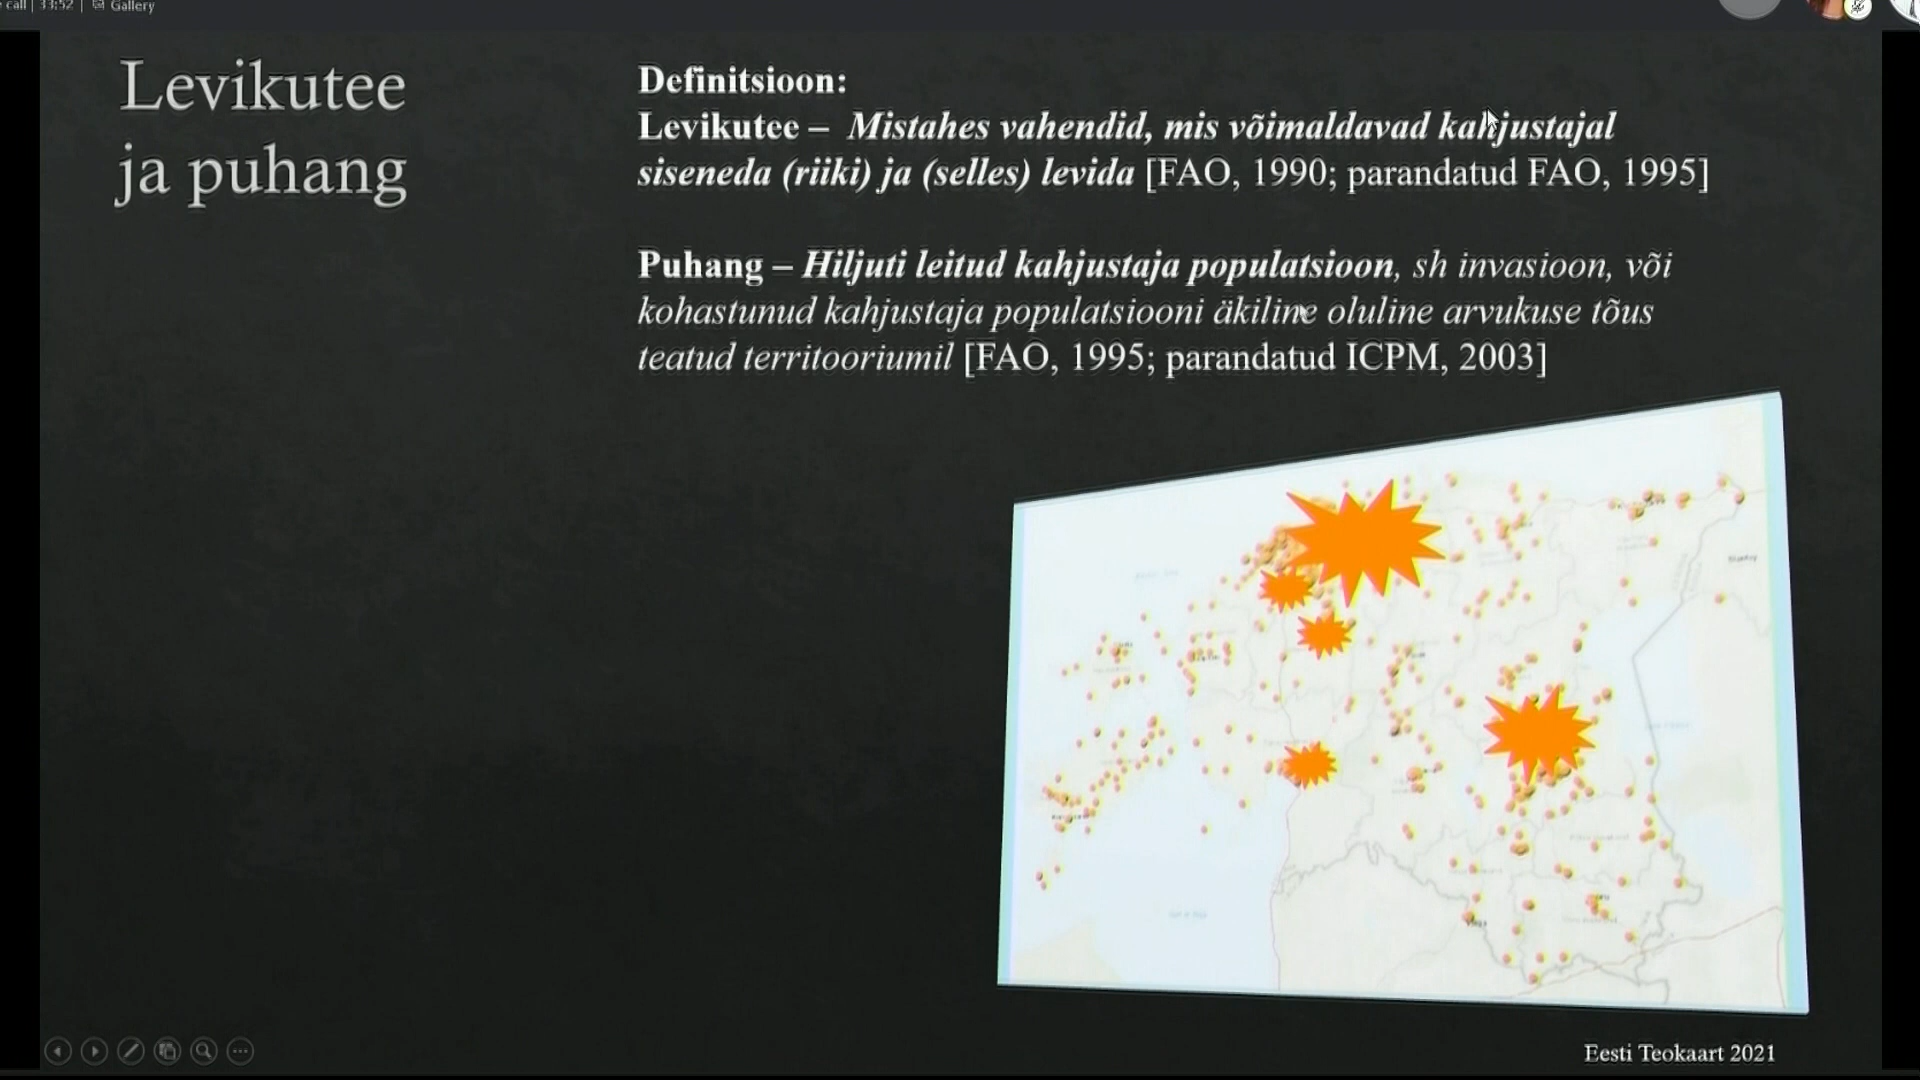 call | 33:52 | Gallery
Levikutee
ja puhang
Definitsioon:
Levikutee – Mistahes vahendid, mis võimaldavad kahjustajal
siseneda (riiki) ja (selles) levida [FAO, 1990; parandatud FAO, 1995]
Puhang – Hiljuti leitud kahjustaja populatsioon, sh invasioon, või
kohastunud kahjustaja populatsiooni äkiline oluline arvukuse tõus
teatud territooriumil [FAO, 1995; parandatud ICPM, 2003]
Eesti Teokaart 2021